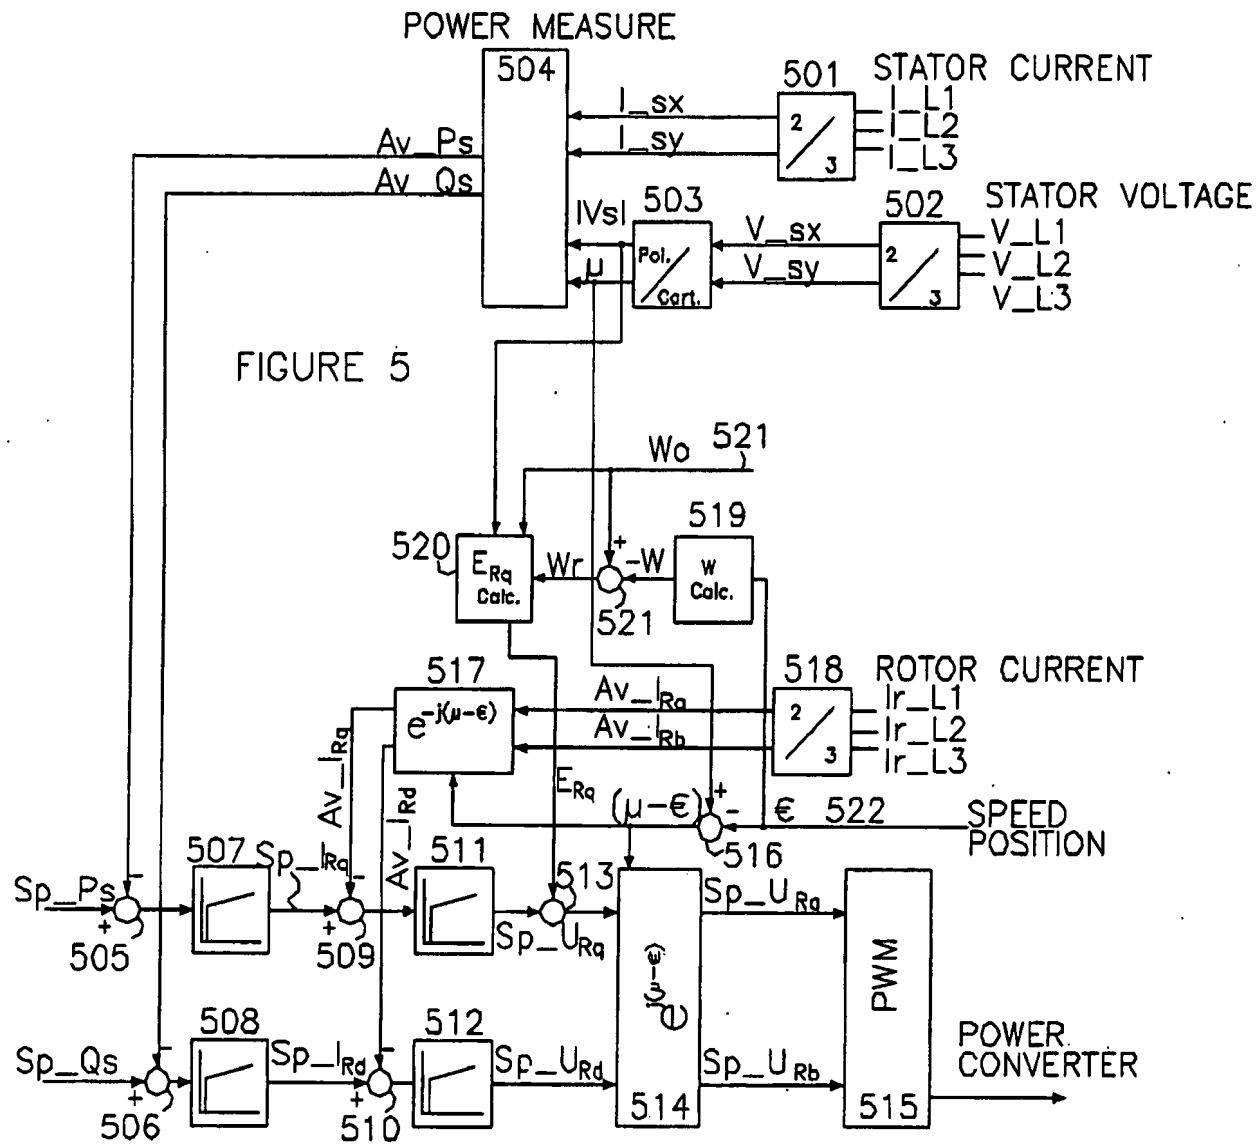 POWER MEASURE
504
501
STATOR CURRENT
I_L1
I_L2
I_L3
2
3
I_sx
I_sy
Av_Ps
Av_Qs
|Vs|
μ
503
Pol.
Cart.
V_sx
V_sy
502
2
3
STATOR VOLTAGE
V_L1
V_L2
V_L3
FIGURE 5
Wo
521
520
E_Rq
Calc.
Wr
+
-W
521
519
W
Calc.
517
e^-j(μ-€)
Av_I_Ra
Av_I_Rb
518
2
3
ROTOR CURRENT
Ir_L1
Ir_L2
Ir_L3
Av_I_Rq
Av_I_Rd
E_Rq
(μ-€)
+
-
516
€
522
SPEED
POSITION
Sp_Ps
-
+
505
507
Sp_I_Rq
-
+
509
511
513
Sp_U_Rq
514
e^j(μ-€)
Sp_U_Ra
PWM
515
Sp_Qs
-
+
506
508
Sp_I_Rd
-
+
510
512
Sp_U_Rd
Sp_U_Rb
POWER
CONVERTER